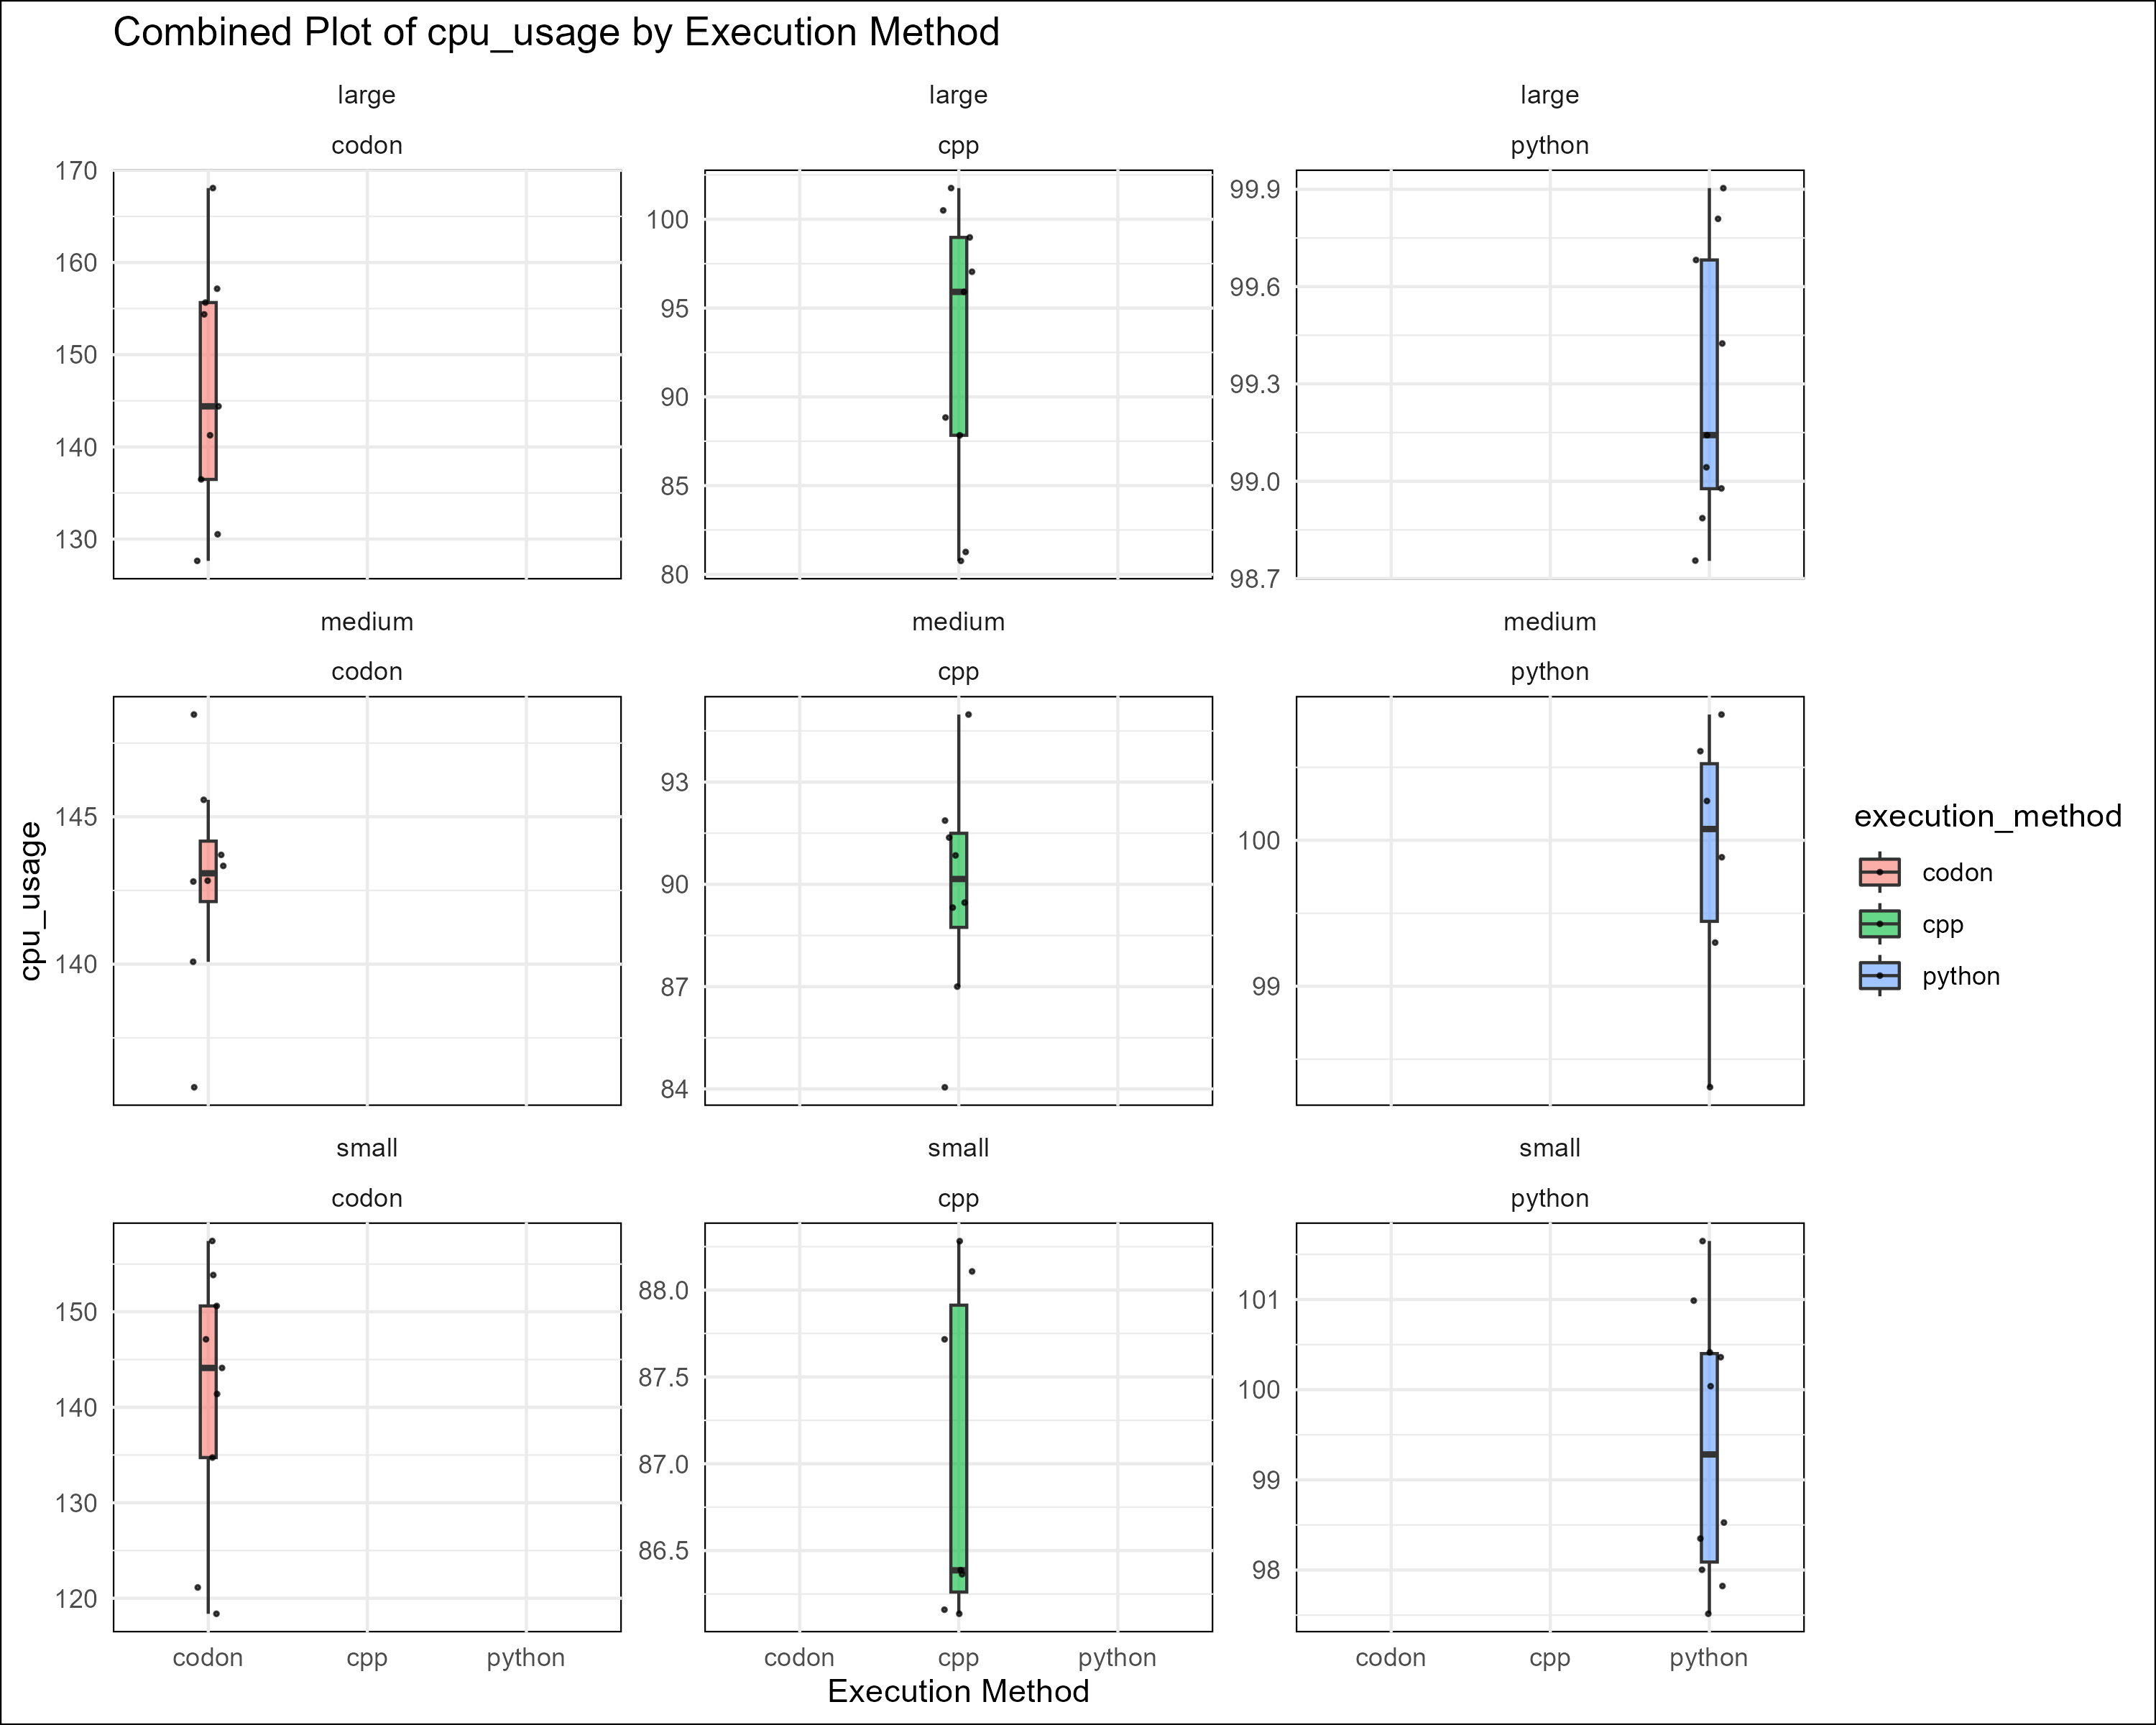 Combined Plot of cpu_usage by Execution Method
large
large
large
codon
cpp
python
170
160
150
140
130
100
95
90
85
80
99.9
99.6
99.3
99.0
98.7
medium
medium
medium
codon
cpp
python
145
140
93
90
87
84
100
99
cpu_usage
execution_method
codon
cpp
python
small
small
small
codon
cpp
python
150
140
130
120
88.0
87.5
87.0
86.5
101
100
99
98
codon cpp python
codon cpp python
codon cpp python
Execution Method